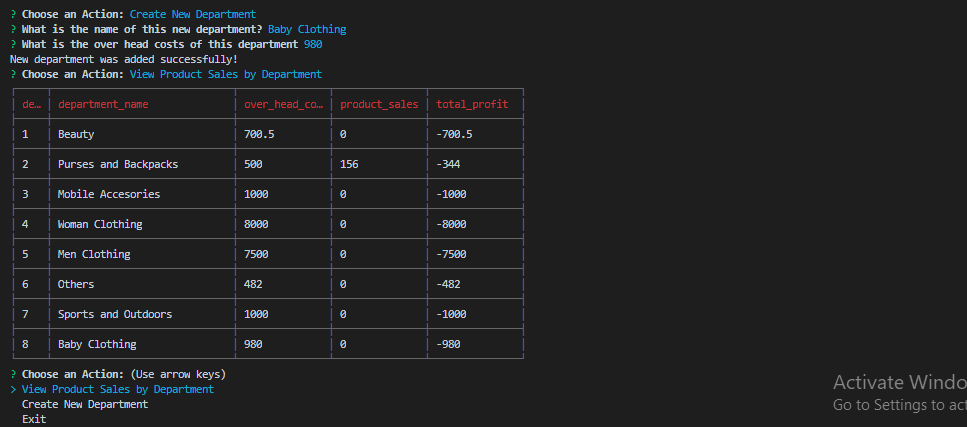 ? Choose an Action: Create New Department
? What is the name of this new department? Baby Clothing
? What is the over head costs of this department 980
New department was added successfully!
? Choose an Action: View Product Sales by Department
de… department_name over_head_co… product_sales total_profit
1 Beauty 700.5 0 -700.5
2 Purses and Backpacks 500 156 -344
3 Mobile Accesories 1000 0 -1000
4 Woman Clothing 8000 0 -8000
5 Men Clothing 7500 0 -7500
6 Others 482 0 -482
7 Sports and Outdoors 1000 0 -1000
8 Baby Clothing 980 0 -980
? Choose an Action: (Use arrow keys)
> View Product Sales by Department
Create New Department
Exit
Activate Windo
Go to Settings to act